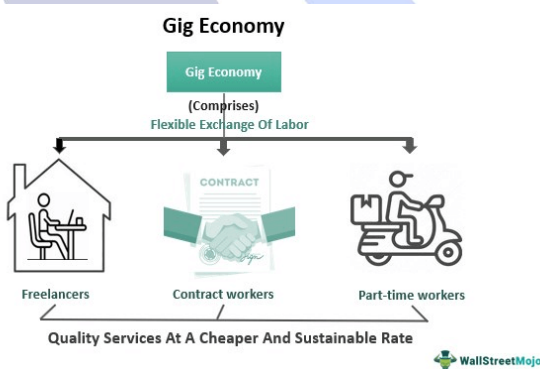 Gig Economy
Gig Economy
(Comprises)
Flexible Exchange Of Labor
CONTRACT
Freelancers
Contract workers
Part-time workers
Quality Services At A Cheaper And Sustainable Rate
WallStreetMojo